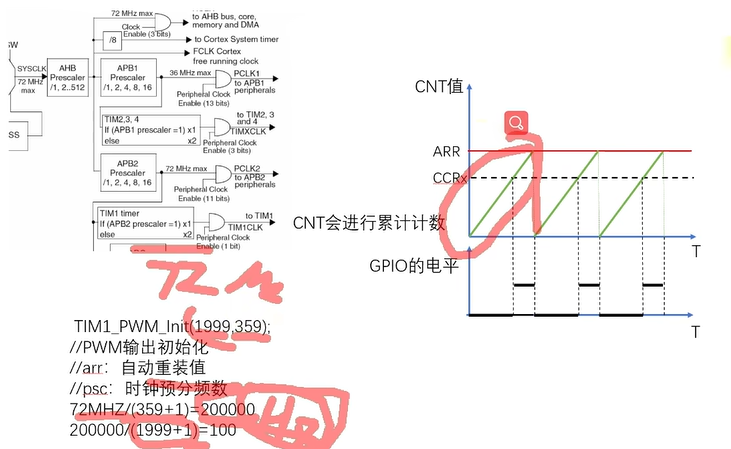 72 MHz max
to AHB bus, core,
memory and DMA
Clock
Enable (3 bits)
/8
to Cortex System timer
FCLK Cortex
free running clock
SW
SYSCLK
72 MHz
max
AHB
Prescaler
/1, 2..512
APB1
Prescaler
/1, 2, 4, 8, 16
36 MHz max
PCLK1
to APB1
peripherals
Peripheral Clock
Enable (13 bits)
TIM2,3, 4
If (APB1 prescaler =1) x1
else x2
to TIM2, 3
and 4
TIMXCLK
Peripheral Clock
Enable (3 bits)
SS
APB2
Prescaler
/1, 2, 4, 8, 16
72 MHz max
PCLK2
to APB2
peripherals
Peripheral Clock
Enable (11 bits)
TIM1 timer
If (APB2 prescaler =1) x1
else x2
to TIM1
TIM1CLK
Peripheral Clock
Enable (1 bit)
CNT值
ARR
CCRx
CNT会进行累计计数
T
GPIO的电平
T
TIM1_PWM_Init(1999,359);
//PWM输出初始化
//arr：自动重装值
//psc：时钟预分频数
72MHZ/(359+1)=200000
200000/(1999+1)=100